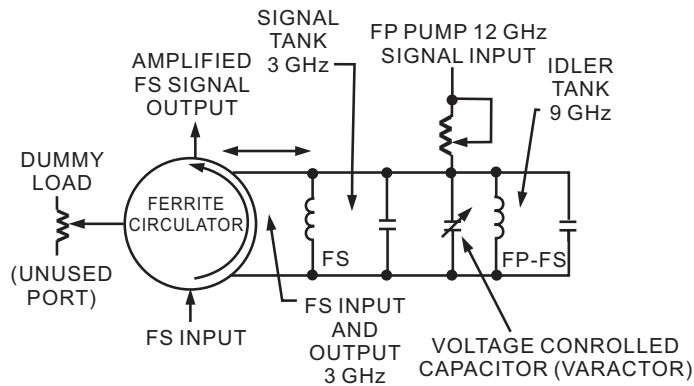 SIGNAL
TANK
3 GHz
FP PUMP 12 GHz
SIGNAL INPUT
AMPLIFIED
FS SIGNAL
OUTPUT
IDLER
TANK
9 GHz
DUMMY
LOAD
FERRITE
CIRCULATOR
FS
FP-FS
(UNUSED
PORT)
FS INPUT
FS INPUT
AND
OUTPUT
3 GHz
VOLTAGE CONROLLED
CAPACITOR (VARACTOR)